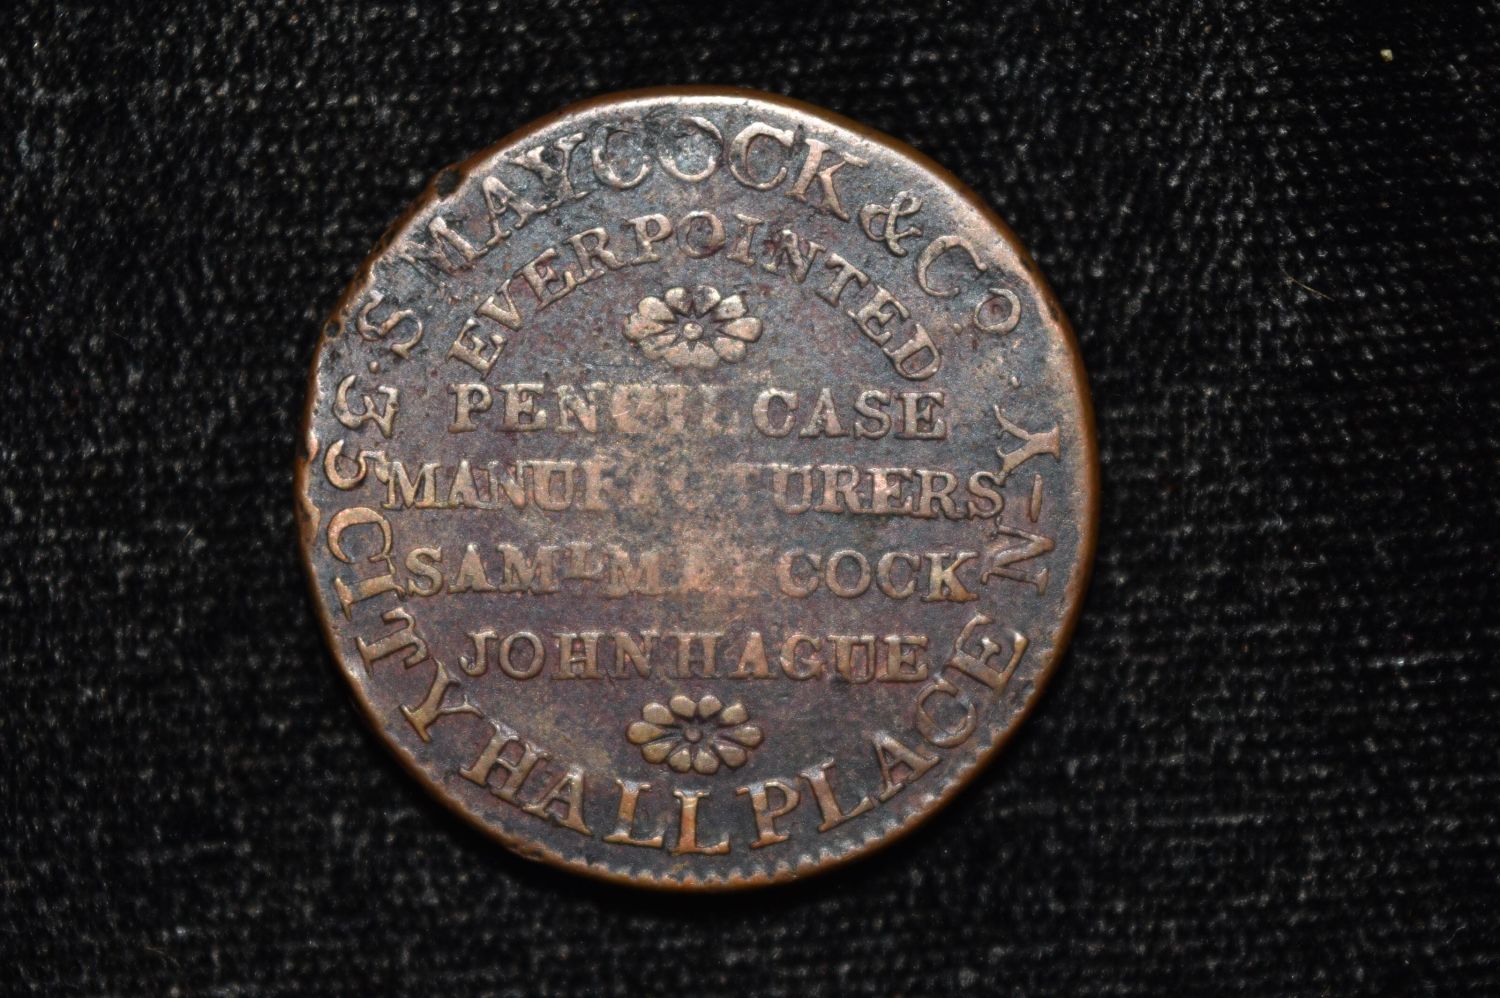 S. MAYCOCK & Co.
35 CITY HALL PLACE N-Y.
EVERPOINTED
PENCIL CASE
MANUFACTURERS
SAML MAYCOCK
JOHN HAGUE